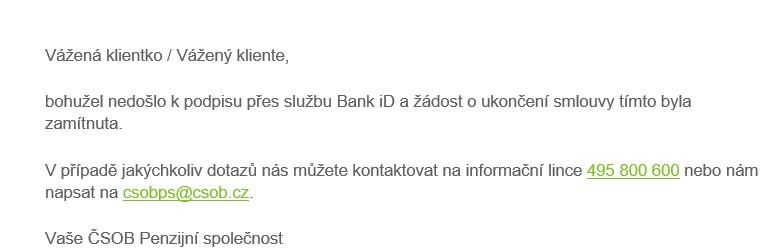 Vážená klientko / Vážený kliente,
bohužel nedošlo k podpisu přes službu Bank iD a žádost o ukončení smlouvy tímto byla
zamítnuta.
V případě jakýchkoliv dotazů nás můžete kontaktovat na informační lince 495 800 600 nebo nám
napsat na csobps@csob.cz.
Vaše ČSOB Penzijní společnost